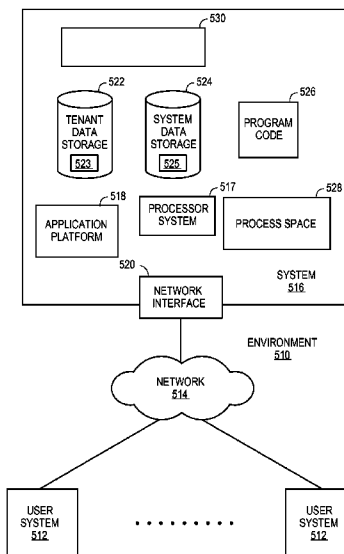 530
522
524
526
TENANT
DATA
STORAGE
523
SYSTEM
DATA
STORAGE
525
PROGRAM
CODE
518
517
528
APPLICATION
PLATFORM
PROCESSOR
SYSTEM
PROCESS SPACE
520
NETWORK
INTERFACE
SYSTEM
516
ENVIRONMENT
510
NETWORK
514
USER
SYSTEM
512
USER
SYSTEM
512